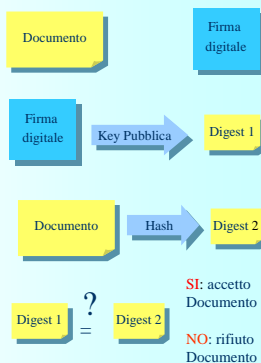 Documento
Firma
digitale
Firma
digitale
Key Pubblica
Digest 1
Documento
Hash
Digest 2
Digest 1
?
=
Digest 2
SI: accetto
Documento
NO: rifiuto
Documento